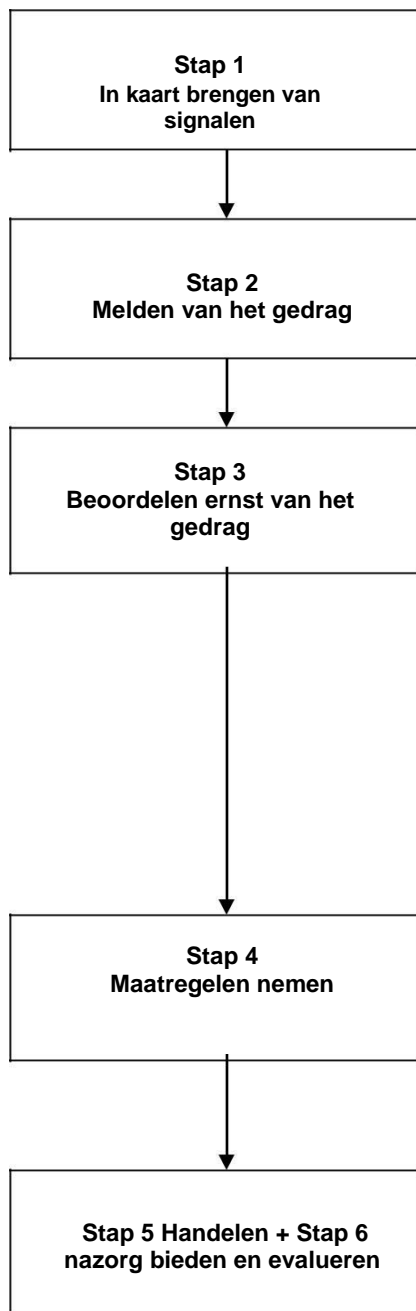 Stap 1
In kaart brengen van
signalen
Stap 2
Melden van het gedrag
Stap 3
Beoordelen ernst van het
gedrag
Stap 4
Maatregelen nemen
Stap 5 Handelen + Stap 6
nazorg bieden en evalueren